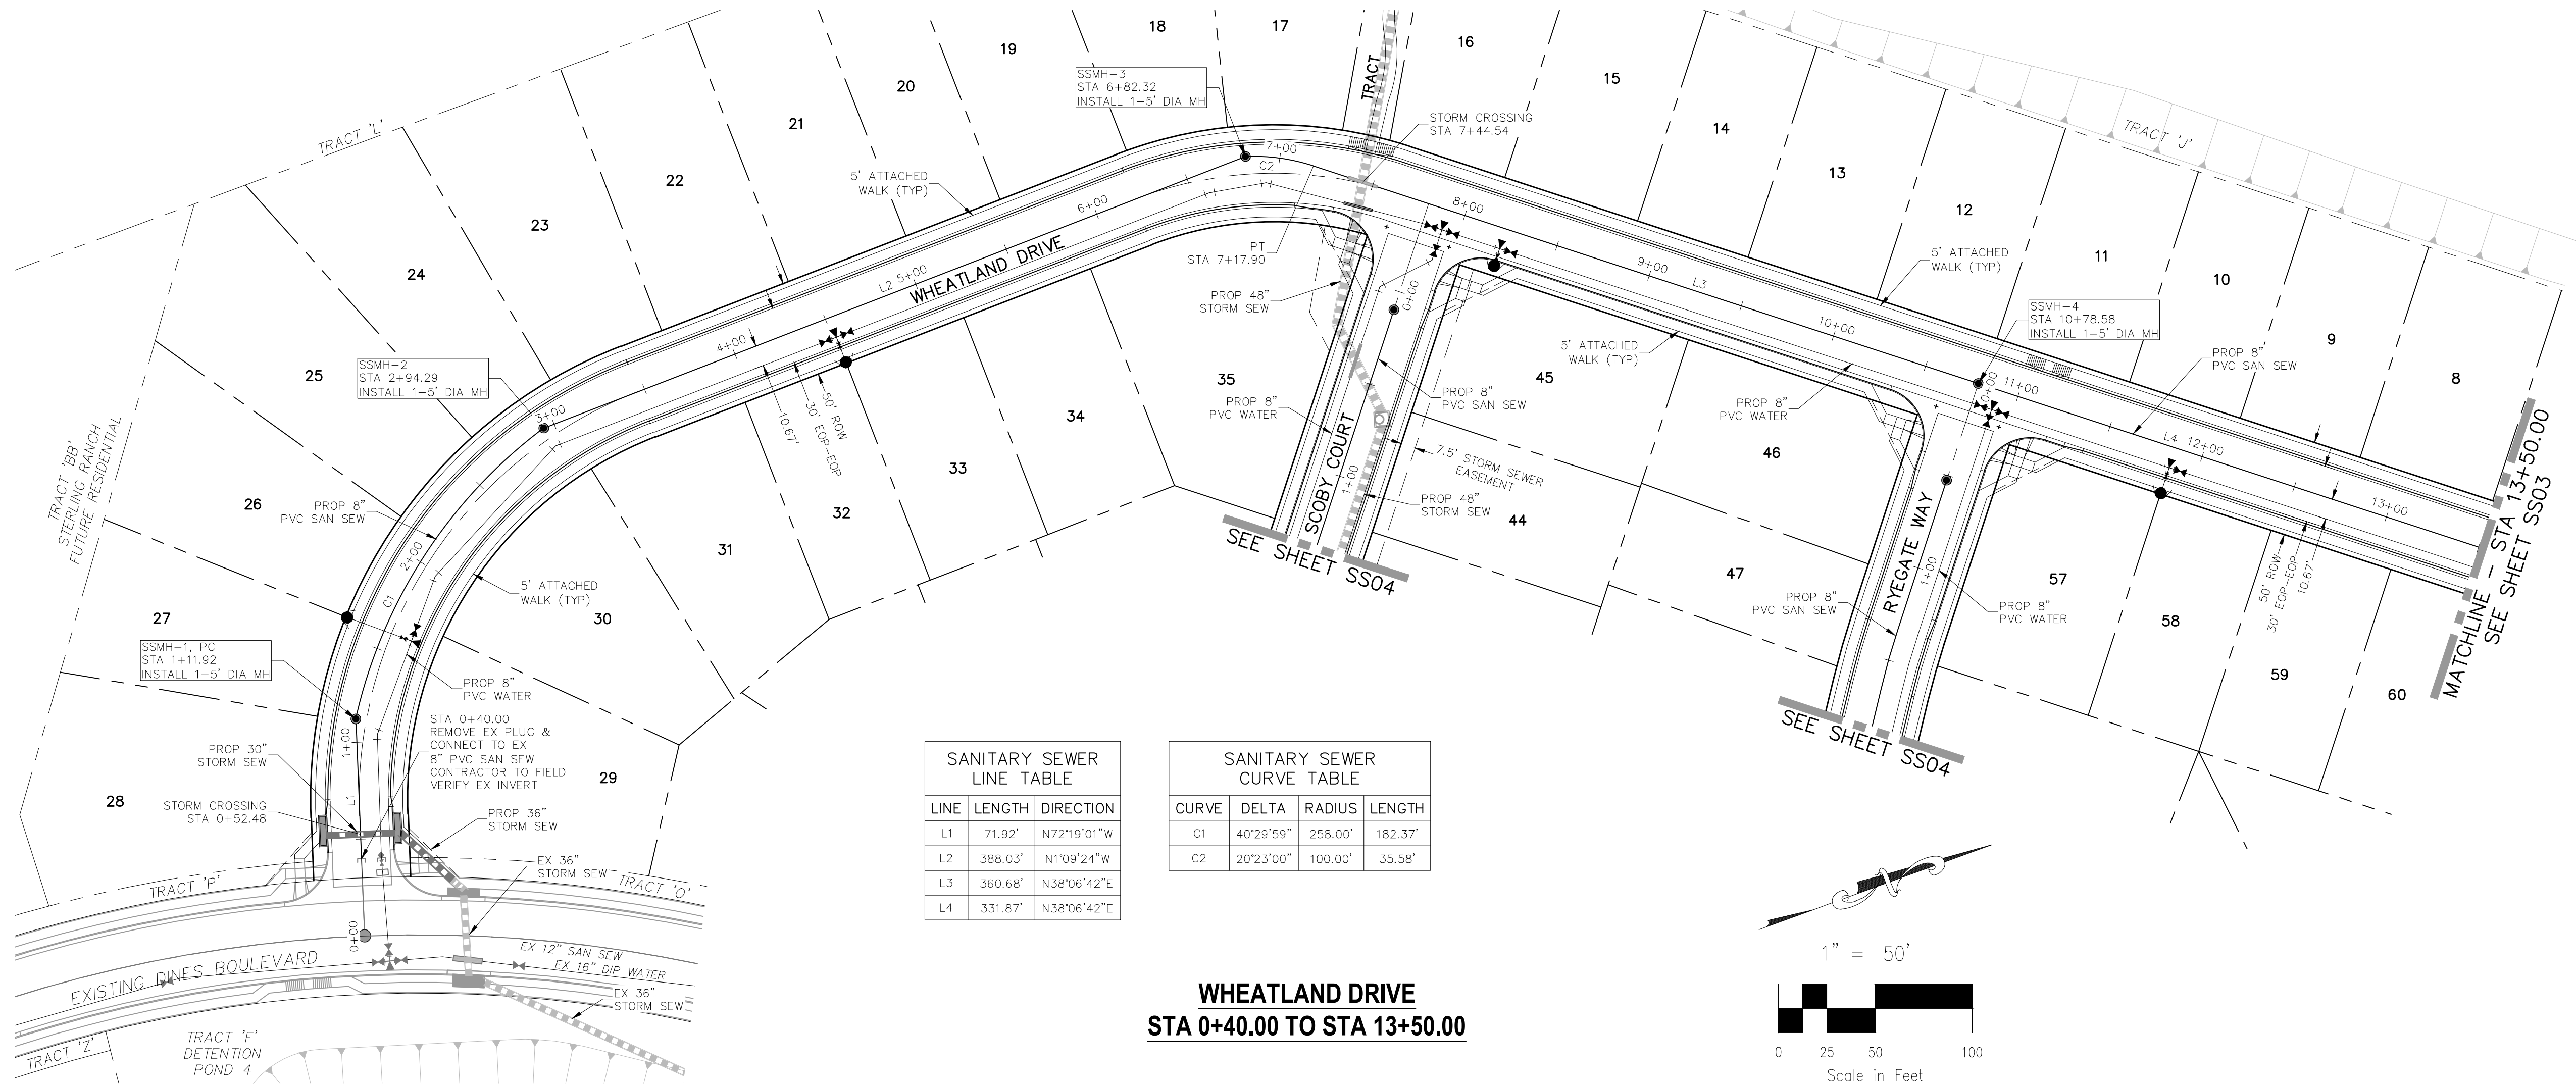 18
17
16
19
20
15
21
14
22
13
23
12
24
11
25
10
26
9
27
8
28
35
45
34
46
33
44
32
31
47
30
57
58
29
59
60
TRACT 'L'
TRACT
TRACT 'J'
SSMH-3
STA 6+82.32
INSTALL 1-5' DIA MH
STORM CROSSING
STA 7+44.54
5' ATTACHED
WALK (TYP)
7+00
C2
6+00
PT
STA 7+17.90
8+00
L2 5+00
WHEATLAND DRIVE
9+00
L3
5' ATTACHED
WALK (TYP)
PROP 48"
STORM SEW
0+00
10+00
SSMH-4
STA 10+78.58
INSTALL 1-5' DIA MH
5' ATTACHED
WALK (TYP)
4+00
SSMH-2
STA 2+94.29
INSTALL 1-5' DIA MH
3+00
50' ROW
30' EOP-EOP
10.67'
PROP 8"
PVC WATER
PROP 8"
PVC SAN SEW
PROP 8"
PVC WATER
0+00
11+00
PROP 8"
PVC SAN SEW
L4 12+00
13+00
MATCHLINE - STA 13+50.00
SEE SHEET SS03
TRACT 'BB'
STERLING RANCH
FUTURE RESIDENTIAL
PROP 8"
PVC SAN SEW
2+00
C1
SCOBY COURT
1+00
7.5' STORM SEWER
EASEMENT
PROP 48"
STORM SEW
SEE SHEET SS04
RYEGATE WAY
1+00
PROP 8"
PVC SAN SEW
PROP 8"
PVC WATER
SEE SHEET SS04
50' ROW
30' EOP-EOP
10.67'
5' ATTACHED
WALK (TYP)
SSMH-1, PC
STA 1+11.92
INSTALL 1-5' DIA MH
PROP 8"
PVC WATER
1+00
STA 0+40.00
REMOVE EX PLUG &
CONNECT TO EX
8" PVC SAN SEW
CONTRACTOR TO FIELD
VERIFY EX INVERT
PROP 30"
STORM SEW
L1
STORM CROSSING
STA 0+52.48
PROP 36"
STORM SEW
EX 36"
STORM SEW
TRACT 'P'
TRACT 'O'
0+00
EX 12" SAN SEW
EX 16" DIP WATER
EXISTING DINES BOULEVARD
EX 36"
STORM SEW
TRACT 'Z'
TRACT 'F'
DETENTION
POND 4
SANITARY SEWER
LINE TABLE
LINE LENGTH DIRECTION
L1 71.92' N72°19'01"W
L2 388.03' N1°09'24"W
L3 360.68' N38°06'42"E
L4 331.87' N38°06'42"E
SANITARY SEWER
CURVE TABLE
CURVE DELTA RADIUS LENGTH
C1 40°29'59" 258.00' 182.37'
C2 20°23'00" 100.00' 35.58'
WHEATLAND DRIVE
STA 0+40.00 TO STA 13+50.00
N
1" = 50'
0 25 50 100
Scale in Feet